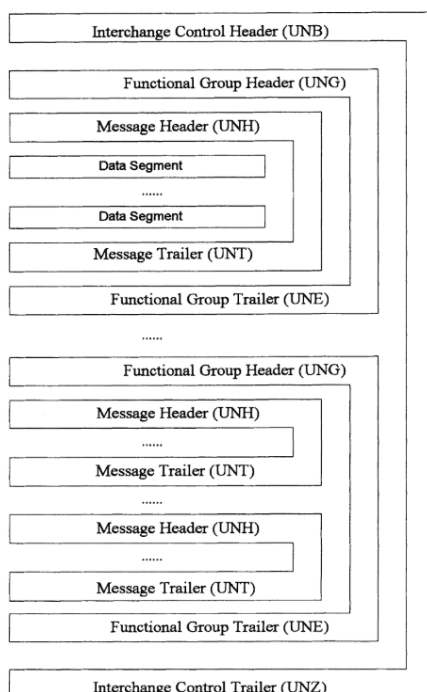 Interchange Control Header (UNB)
Functional Group Header (UNG)
Message Header (UNH)
Data Segment
......
Data Segment
Message Trailer (UNT)
Functional Group Trailer (UNE)
......
Functional Group Header (UNG)
Message Header (UNH)
......
Message Trailer (UNT)
......
Message Header (UNH)
......
Message Trailer (UNT)
Functional Group Trailer (UNE)
Interchange Control Trailer (UNZ)